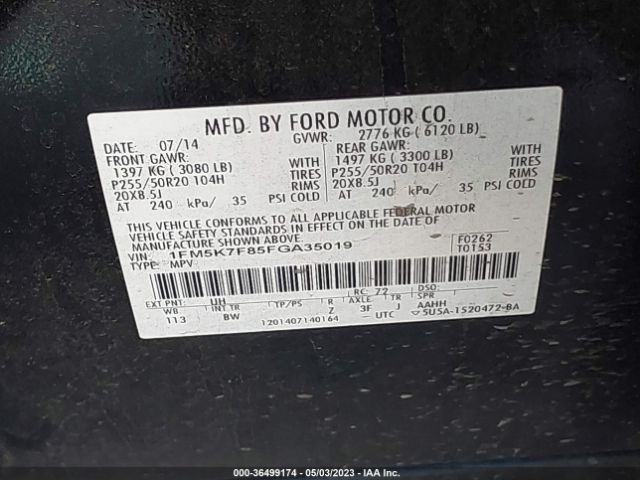 MFD. BY FORD MOTOR CO.
DATE: 07/14 GVWR: 2776 KG ( 6120 LB)
FRONT GAWR: REAR GAWR:
1397 KG ( 3080 LB) WITH 1497 KG ( 3300 LB) WITH
P255/50R20 104H TIRES P255/50R20 104H TIRES
20X8.5J RIMS 20X8.5J RIMS
AT 240 kPa/ 35 PSI COLD AT 240 kPa/ 35 PSI COLD
THIS VEHICLE CONFORMS TO ALL APPLICABLE FEDERAL MOTOR
VEHICLE SAFETY STANDARDS IN EFFECT ON THE DATE OF
MANUFACTURE SHOWN ABOVE.
VIN: 1FM5K7F85FGA35019 F0262
TYPE: MPV T0153
EXT PNT: UH RC: 72 DSO:
WB INT TR TP/PS R AXLE TR SPR
113 BW Z 3F J AAHH
1201407140164 UTC 5U5A-1520472-BA
000-36499174 - 05/03/2023 - IAA Inc.